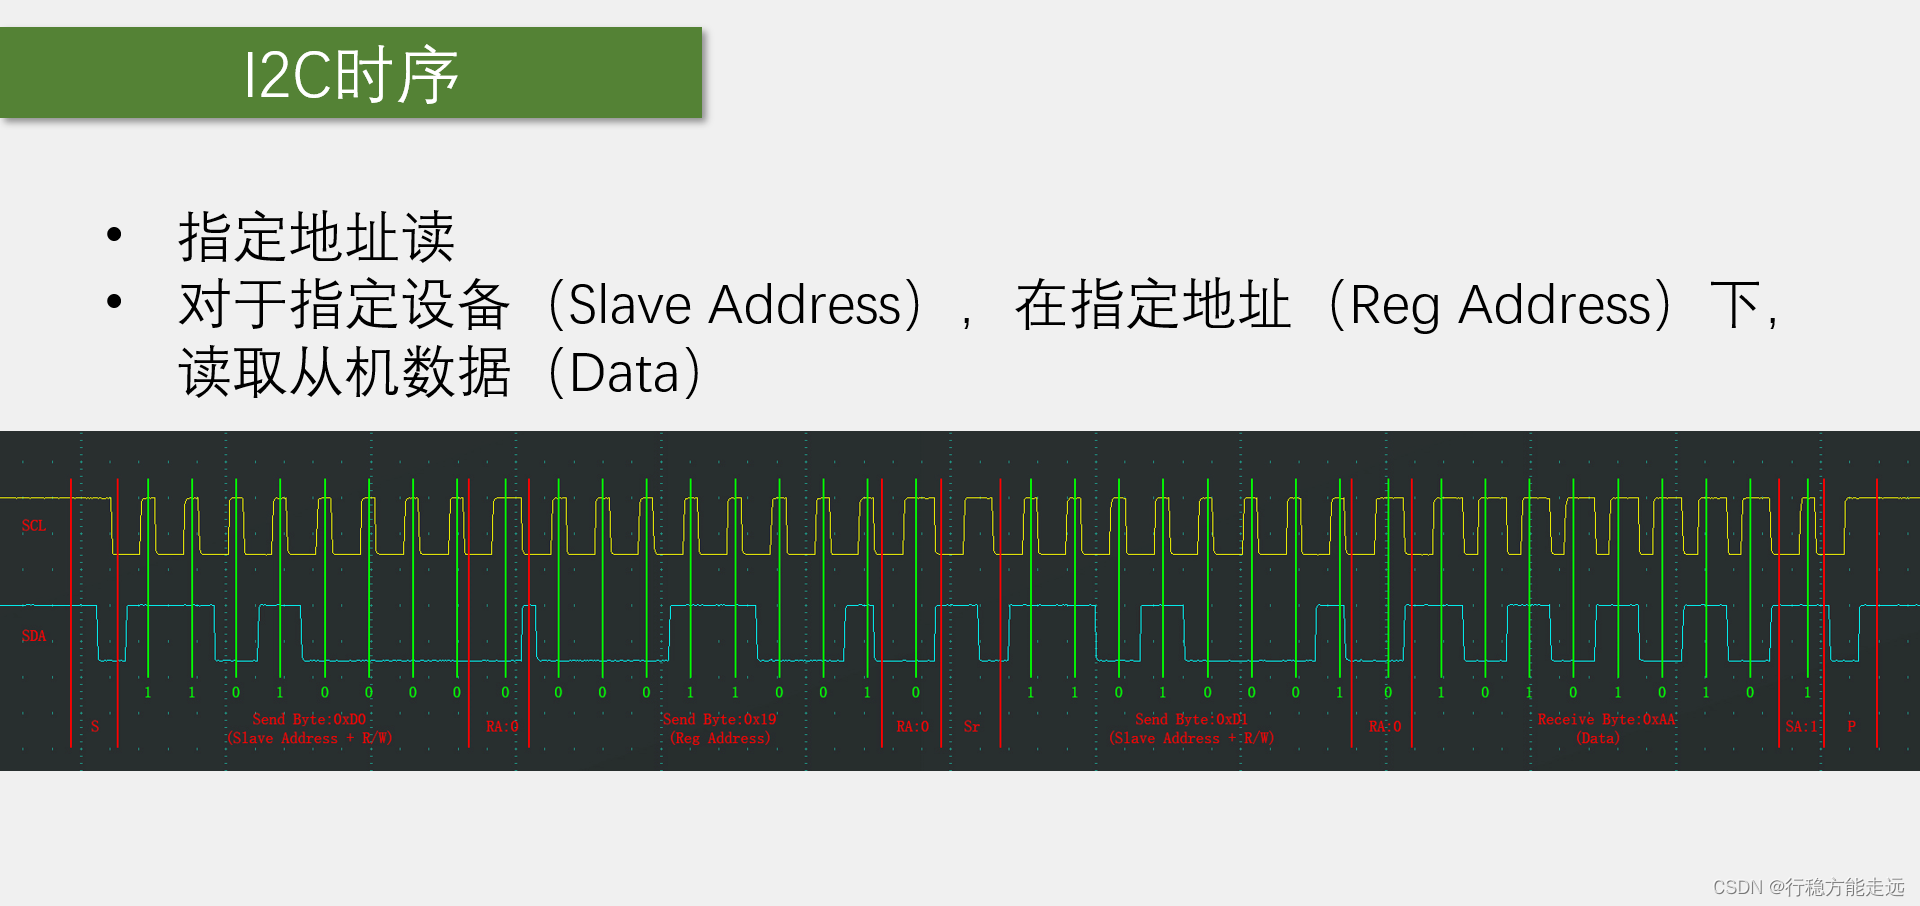 I2C时序
• 指定地址读
• 对于指定设备（Slave Address），在指定地址（Reg Address）下，
读取从机数据（Data）
SCL
SDA
1 1 0 1 0 0 0 0 0 0 0 0 1 1 0 0 1 0 1 1 0 1 0 0 0 1 0 1 0 1 0 1 0 1 0 1
S Send Byte:0xD0 RA:0 Send Byte:0x19 RA:0 Sr Send Byte:0xD1 RA:0 Receive Byte:0xAA SA:1 P
(Slave Address + R/W) (Reg Address) (Slave Address + R/W) (Data)
CSDN @行稳方能走远